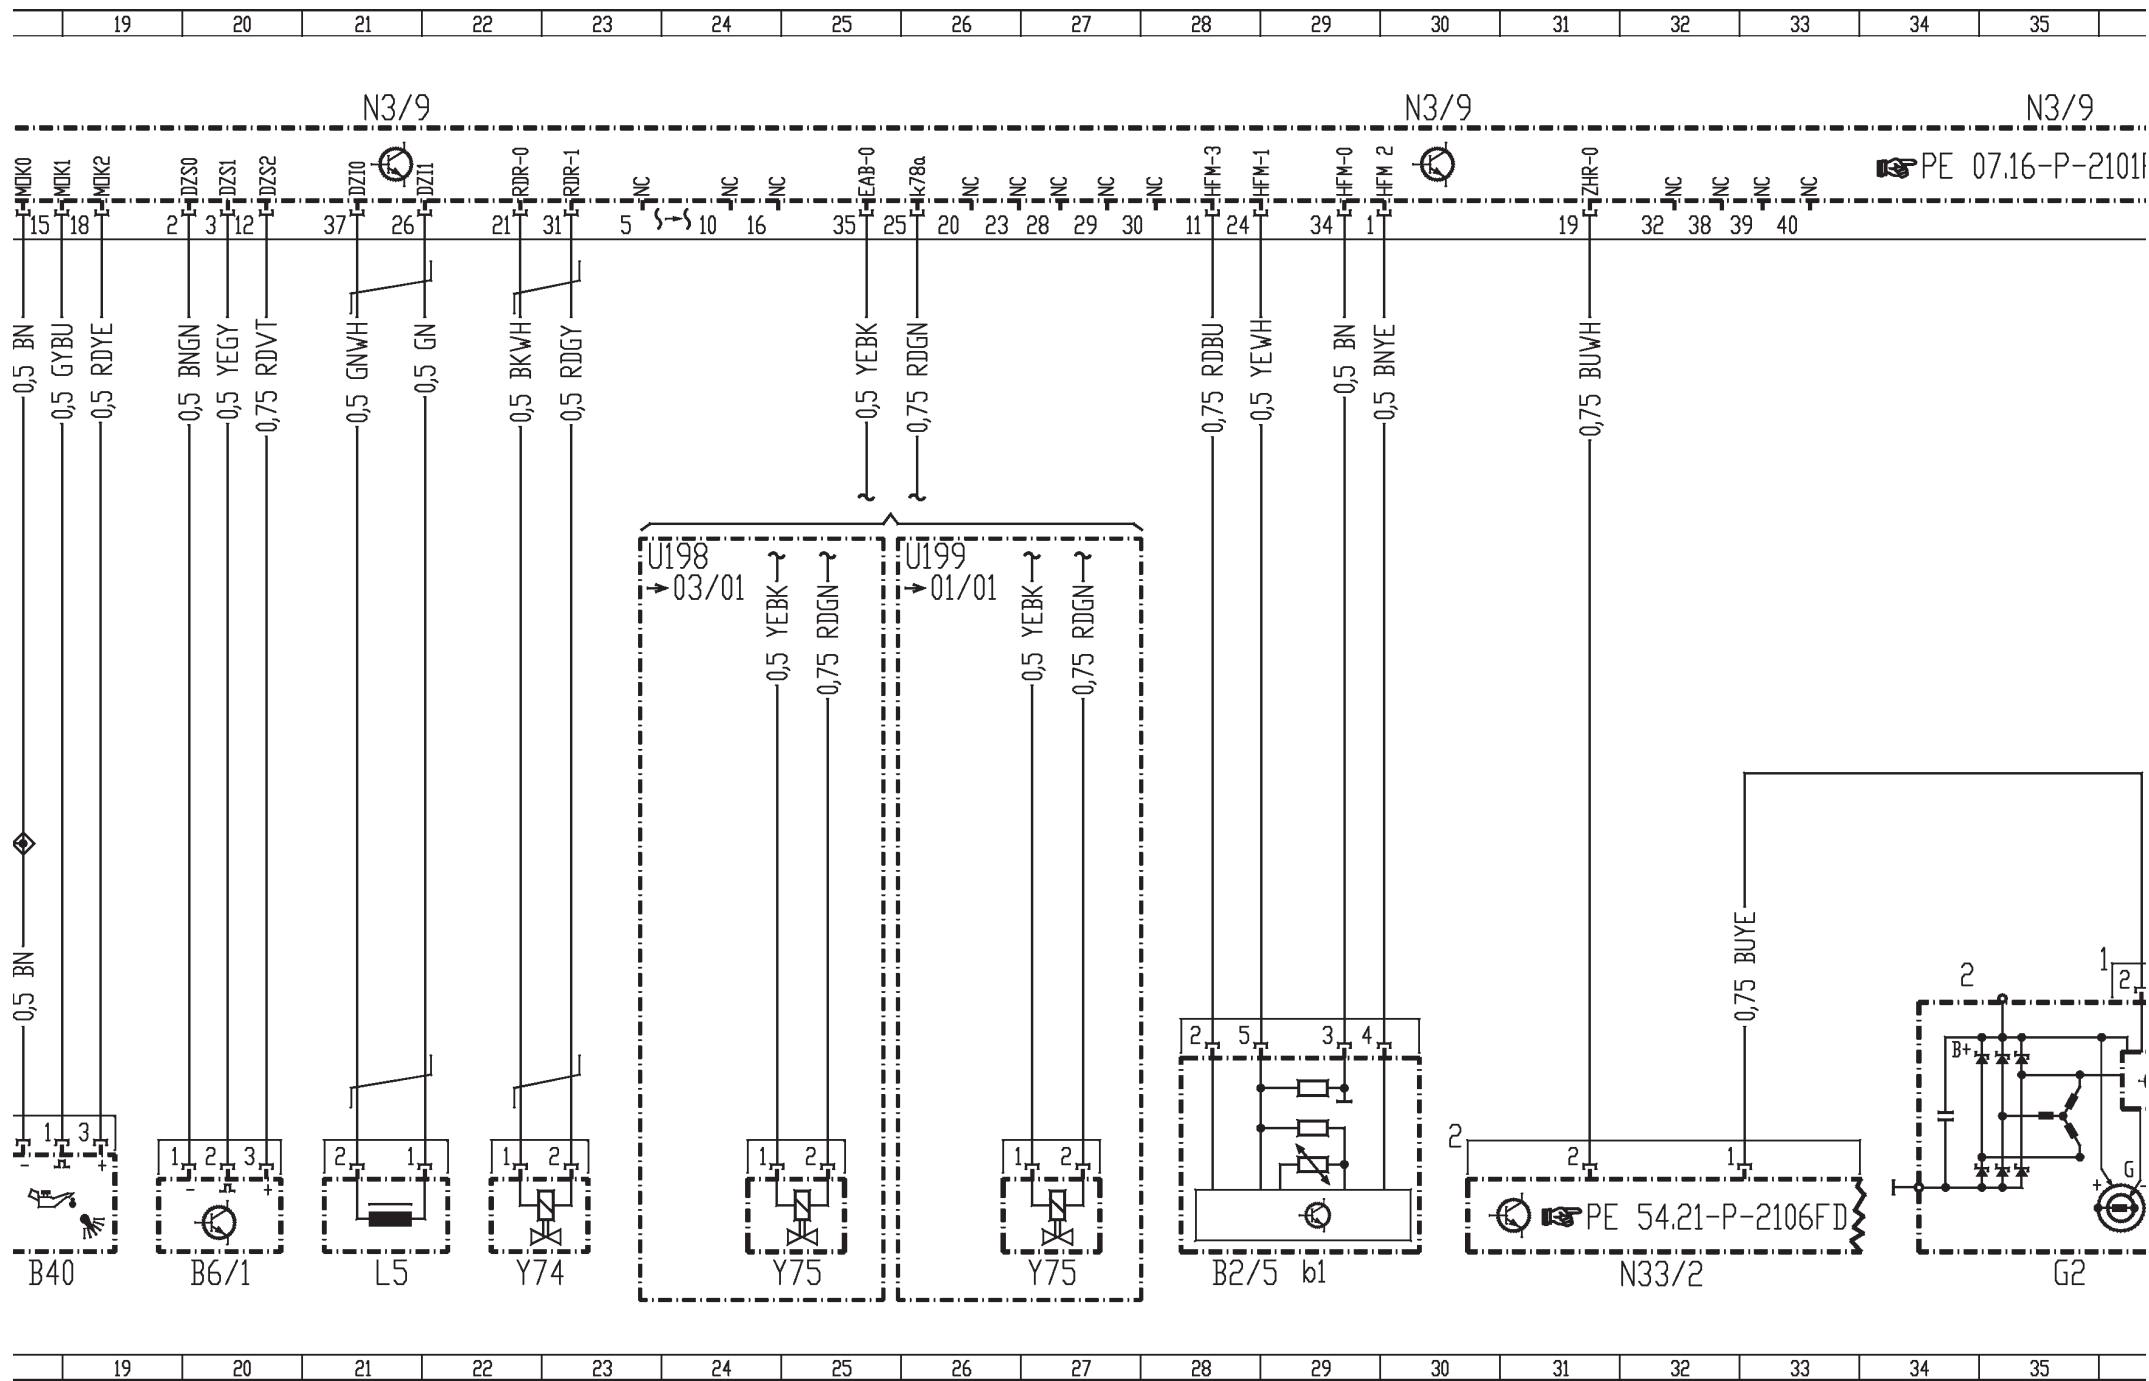 19 20 21 22 23 24 25 26 27 28 29 30 31 32 33 34 35
N3/9 N3/9 N3/9
MOK0 MOK1 MOK2 DZS0 DZS1 DZS2 DZI0 DZI1 RDR-0 RDR-1 NC NC NC EAB-0 k78a NC NC NC NC NC HFM-3 HFM-1 HFM-0 HFM 2 ZHR-0 NC NC NC NC
PE 07.16-P-2101
15 18 2 3 12 37 26 21 31 5 10 16 35 25 20 23 28 29 30 11 24 34 1 19 32 38 39 40
0,5 BN
0,5 GYBU
0,5 RDYE
0,5 BNGN
0,5 YEGY
0,75 RDVT
0,5 GNWH
0,5 GN
0,5 BKWH
0,5 RDGY
0,5 YEBK
0,75 RDGN
0,75 RDBU
0,5 YEWH
0,5 BN
0,5 BNYE
0,75 BUWH
U198
03/01
0,5 YEBK
0,75 RDGN
U199
01/01
0,5 YEBK
0,75 RDGN
0,5 BN
0,75 BUYE
2 1
2
2 5 3 4
B+
1 3
- +
1 2 3
- +
2 1
1 2
1 2
1 2
2
2 1
G
+ -
PE 54.21-P-2106FD
B40 B6/1 L5 Y74 Y75 Y75 B2/5 b1 N33/2 G2
19 20 21 22 23 24 25 26 27 28 29 30 31 32 33 34 35